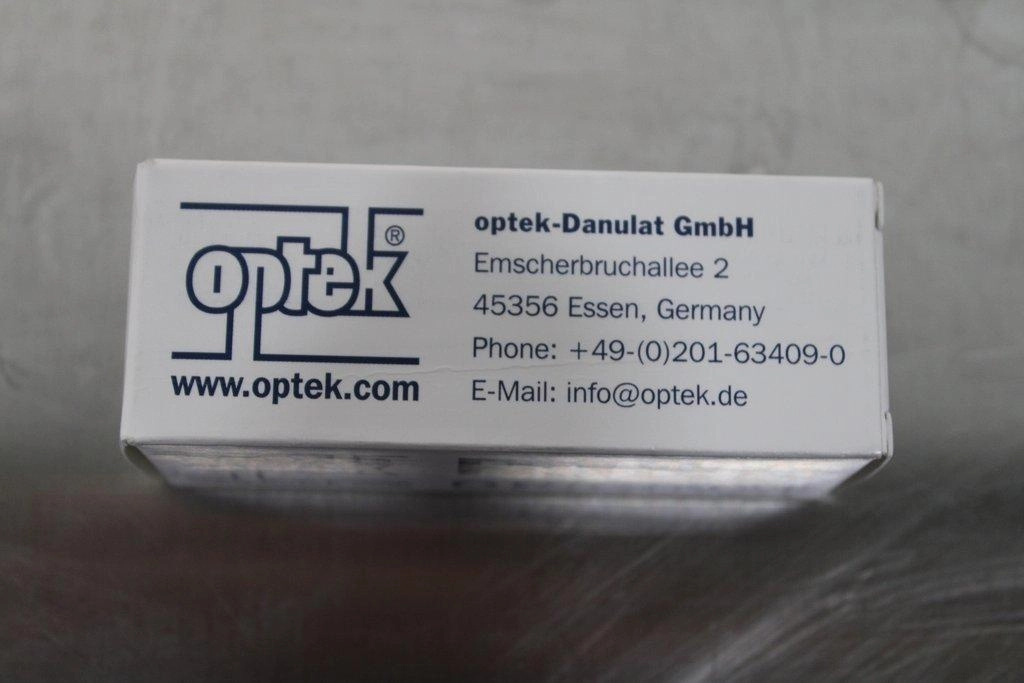 optek®
www.optek.com
optek-Danulat GmbH
Emscherbruchallee 2
45356 Essen, Germany
Phone: +49-(0)201-63409-0
E-Mail: info@optek.de